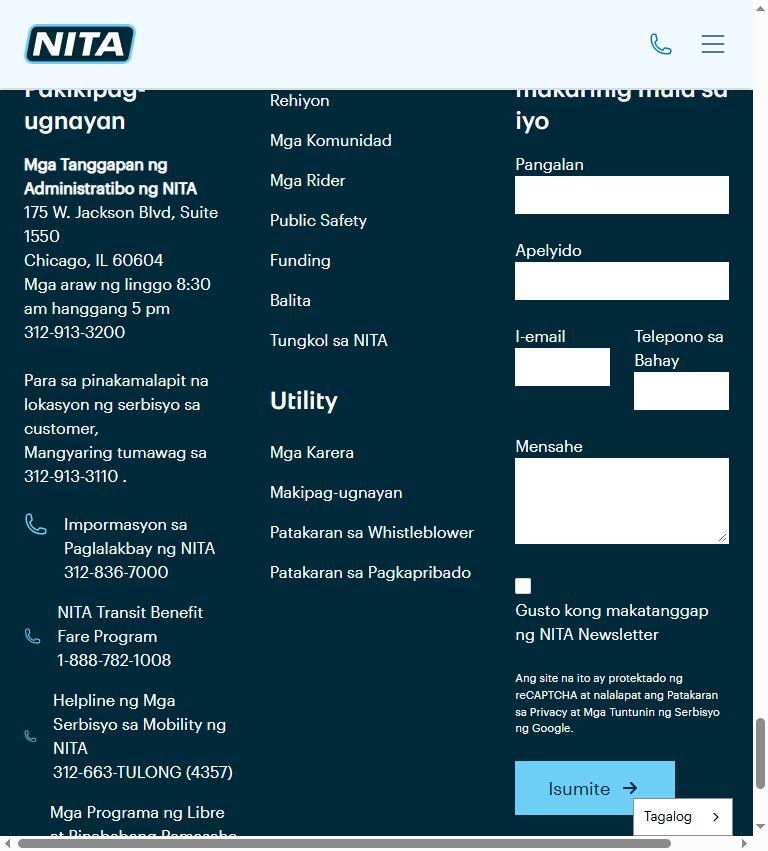 NITA
Pakikipag-
ugnayan
Mga Tanggapan ng
Administratibo ng NITA
175 W. Jackson Blvd, Suite
1550
Chicago, IL 60604
Mga araw ng linggo 8:30
am hanggang 5 pm
312-913-3200
Para sa pinakamalapit na
lokasyon ng serbisyo sa
customer,
Mangyaring tumawag sa
312-913-3110 .
Impormasyon sa
Paglalakbay ng NITA
312-836-7000
NITA Transit Benefit
Fare Program
1-888-782-1008
Helpline ng Mga
Serbisyo sa Mobility ng
NITA
312-663-TULONG (4357)
Mga Programa ng Libre
at Pinababang Pamasahe
Rehiyon
Mga Komunidad
Mga Rider
Public Safety
Funding
Balita
Tungkol sa NITA
Utility
Mga Karera
Makipag-ugnayan
Patakaran sa Whistleblower
Patakaran sa Pagkapribado
makarinig mula sa
iyo
Pangalan
Apelyido
I-email
Telepono sa
Bahay
Mensahe
Gusto kong makatanggap
ng NITA Newsletter
Ang site na ito ay protektado ng
reCAPTCHA at nalalapat ang Patakaran
sa Privacy at Mga Tuntunin ng Serbisyo
ng Google.
Isumite
Tagalog